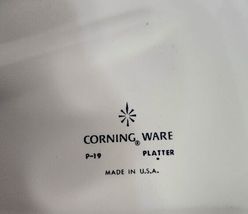 CORNING® WARE
P-19 PLATTER
MADE IN U.S.A.